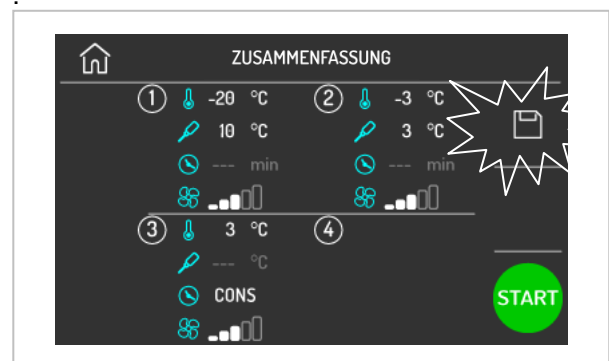 .
ZUSAMMENFASSUNG
1 -20 °C
10 °C
--- min
2 -3 °C
3 °C
--- min
3 3 °C
--- °C
CONS
4
START